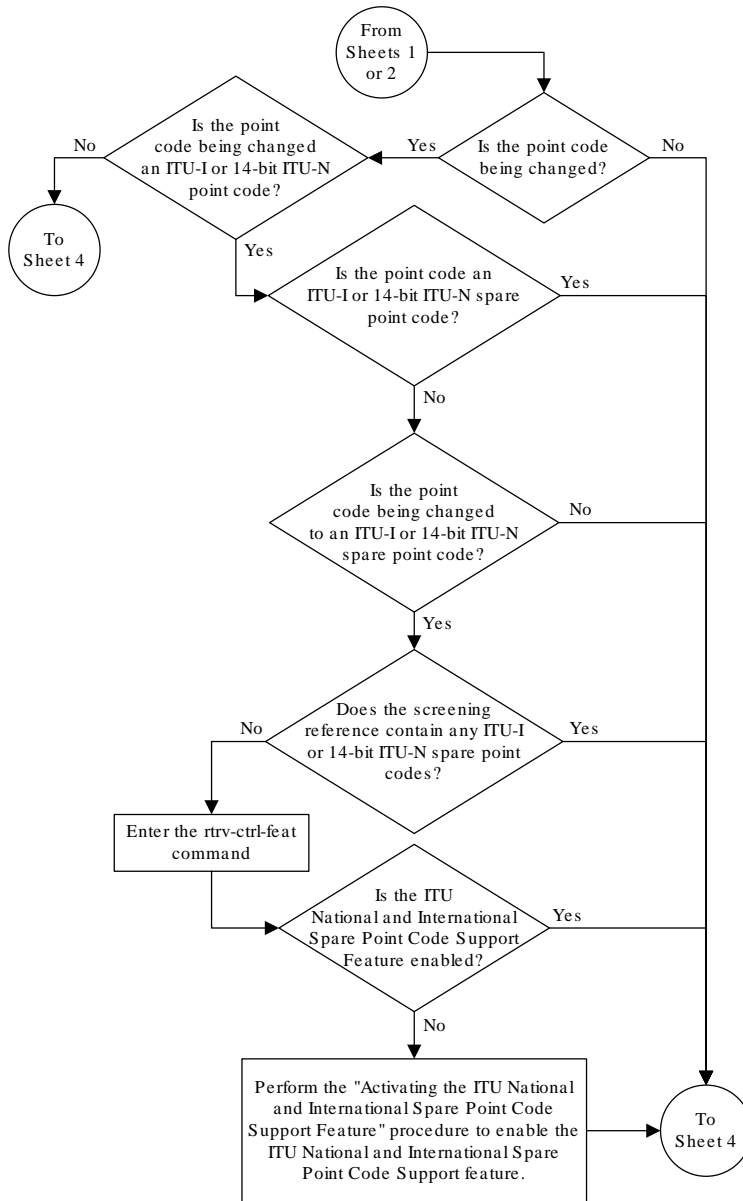 From
Sheets 1
or 2
Is the point code
being changed?
Yes
No
Is the point
code being changed
an ITU-I or 14-bit ITU-N
point code?
No
To
Sheet 4
Yes
Is the point code an
ITU-I or 14-bit ITU-N spare
point code?
Yes
No
Is the point
code being changed
to an ITU-I or 14-bit ITU-N
spare point code?
No
Yes
Does the screening
reference contain any ITU-I
or 14-bit ITU-N spare point
codes?
No
Yes
Enter the rtrv-ctrl-feat
command
Is the ITU
National and International
Spare Point Code Support
Feature enabled?
Yes
No
Perform the "Activating the ITU National
and International Spare Point Code
Support Feature" procedure to enable the
ITU National and International Spare
Point Code Support feature.
To
Sheet 4